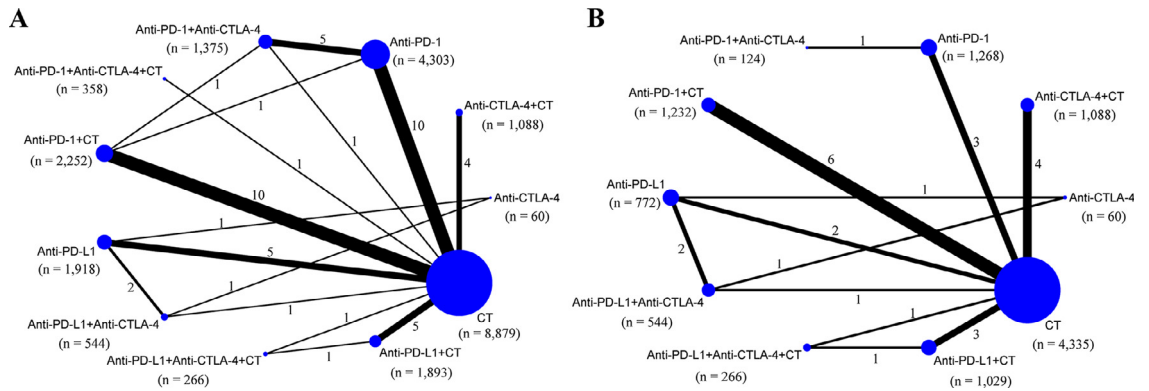 A
Anti-PD-1+Anti-CTLA-4
(n = 1,375)
5
Anti-PD-1
(n = 4,303)
Anti-PD-1+Anti-CTLA-4+CT
(n = 358)
1
1
Anti-CTLA-4+CT
(n = 1,088)
10
1
4
Anti-PD-1+CT
(n = 2,252)
1
10
Anti-CTLA-4
(n = 60)
1
Anti-PD-L1
(n = 1,918)
5
2
1
1
Anti-PD-L1+Anti-CTLA-4
(n = 544)
1
5
CT
(n = 8,879)
Anti-PD-L1+Anti-CTLA-4+CT
(n = 266)
1
Anti-PD-L1+CT
(n = 1,893)
B
Anti-PD-1+Anti-CTLA-4
(n = 124)
1
Anti-PD-1
(n = 1,268)
Anti-PD-1+CT
(n = 1,232)
Anti-CTLA-4+CT
(n = 1,088)
3
6
4
Anti-PD-L1
(n = 772)
1
Anti-CTLA-4
(n = 60)
2
2
1
Anti-PD-L1+Anti-CTLA-4
(n = 544)
1
1
3
CT
(n = 4,335)
Anti-PD-L1+Anti-CTLA-4+CT
(n = 266)
1
Anti-PD-L1+CT
(n = 1,029)